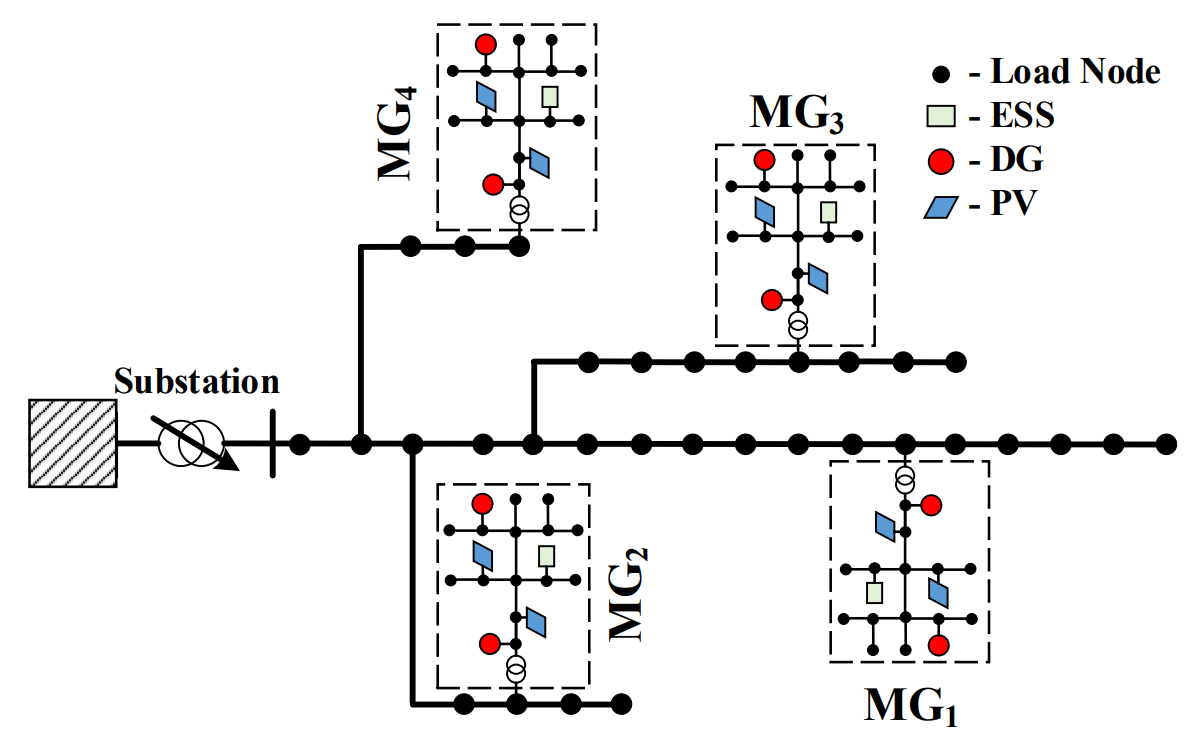 MG₄
MG₃
- Load Node
- ESS
- DG
- PV
Substation
MG₂
MG₁